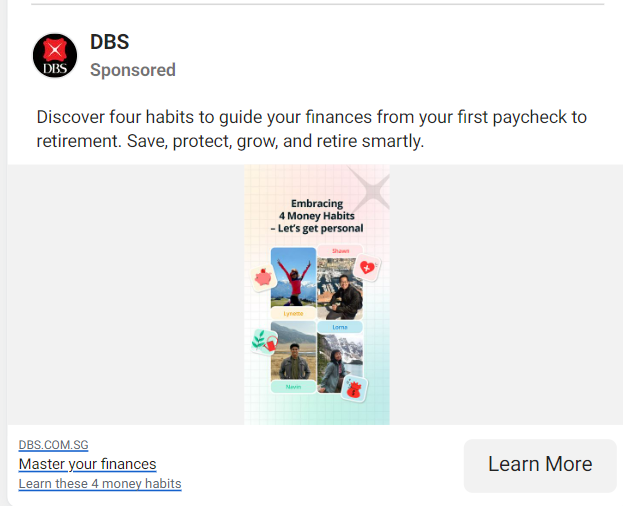 DBS
DBS
Sponsored
Discover four habits to guide your finances from your first paycheck to
retirement. Save, protect, grow, and retire smartly.
Embracing
4 Money Habits
– Let's get personal
Shawn
Lynette
Lorna
Navin
DBS.COM.SG
Master your finances
Learn these 4 money habits
Learn More